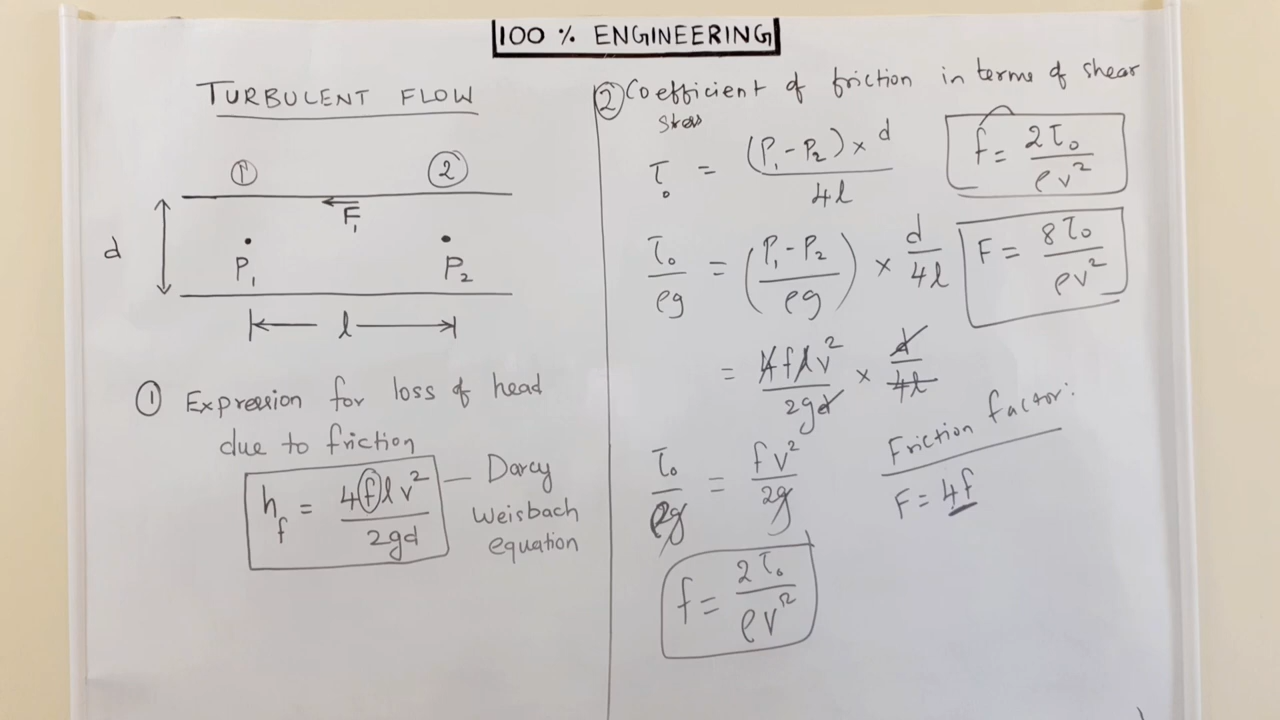 100 % ENGINEERING
TURBULENT FLOW
① ②
F₁
d
P₁ P₂
l
① Expression for loss of head
due to friction
h_f = 4flv² / 2gd — Darcy
Weisbach
equation
② Coefficient of friction in terms of shear
stress
τ₀ = (P₁ - P₂) × d / 4l
f = 2τ₀ / ρv²
τ₀ / ρg = (P₁ - P₂ / ρg) × d / 4l
F = 8τ₀ / ρv²
= 4flv² / 2gd × d / 4l
τ₀ / ρg = fv² / 2g
f = 2τ₀ / ρv²
Friction factor:
F = 4f